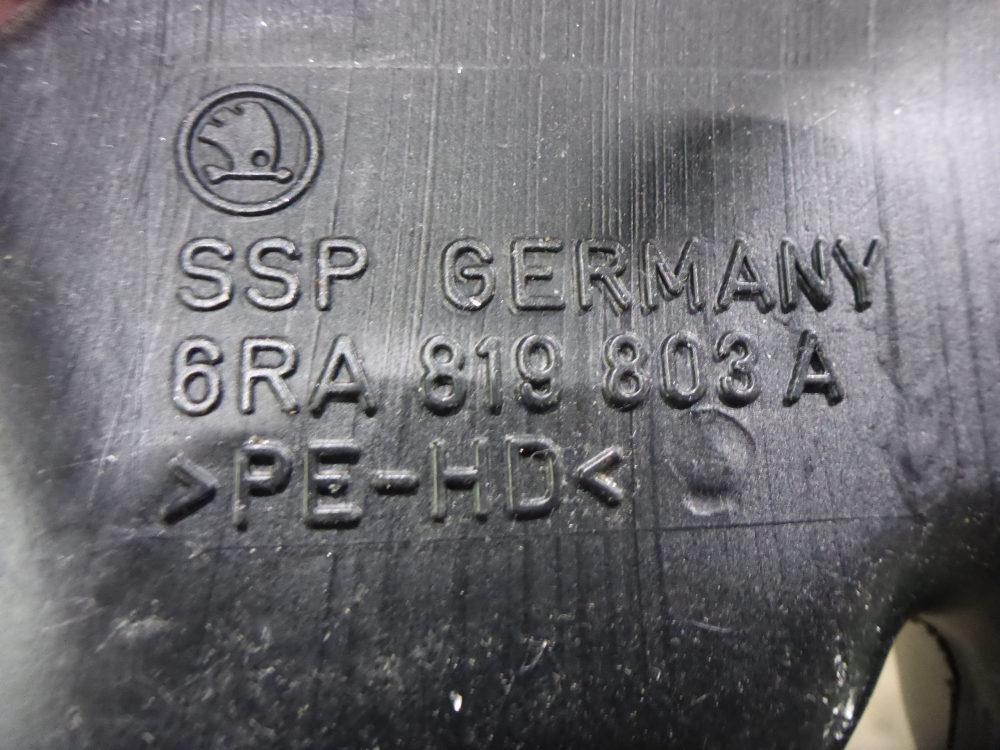 SSP GERMANY
6RA 819 803 A
>PE-HD<